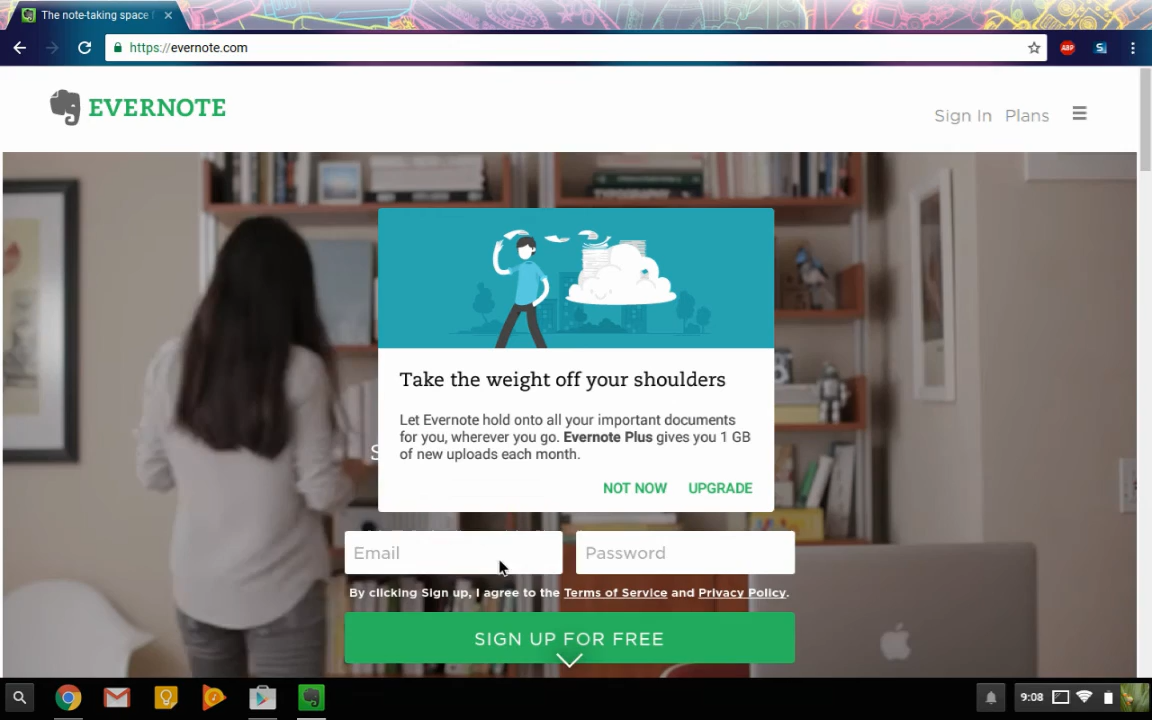 The note-taking space
https://evernote.com
ABP
S
EVERNOTE
Sign In Plans
Take the weight off your shoulders
Let Evernote hold onto all your important documents
for you, wherever you go. Evernote Plus gives you 1 GB
of new uploads each month.
NOT NOW UPGRADE
Email Password
By clicking Sign up, I agree to the Terms of Service and Privacy Policy.
SIGN UP FOR FREE
9:08